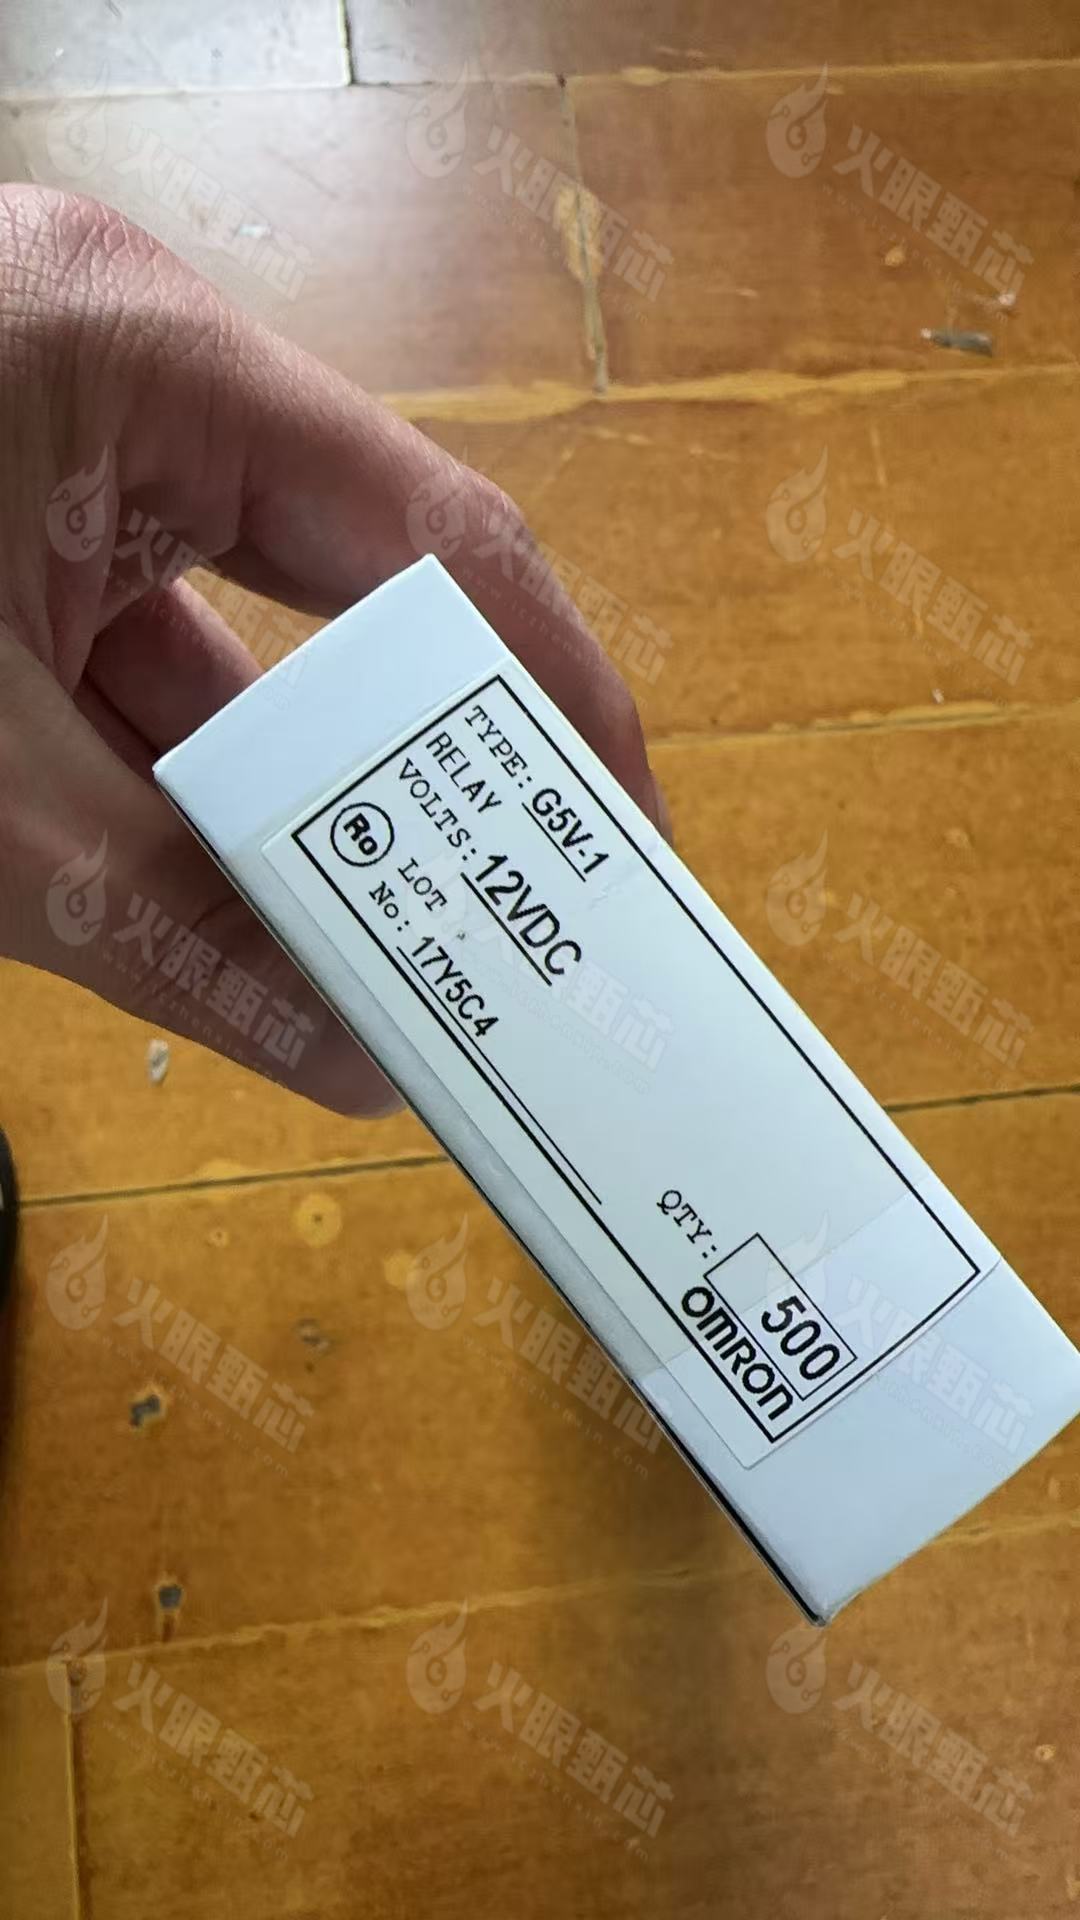 TYPE: G5V-1
RELAY
VOLTS: 12VDC
Ro LOT
No: 17Y5C4
QTY: 500
OMRON
火眼甄芯